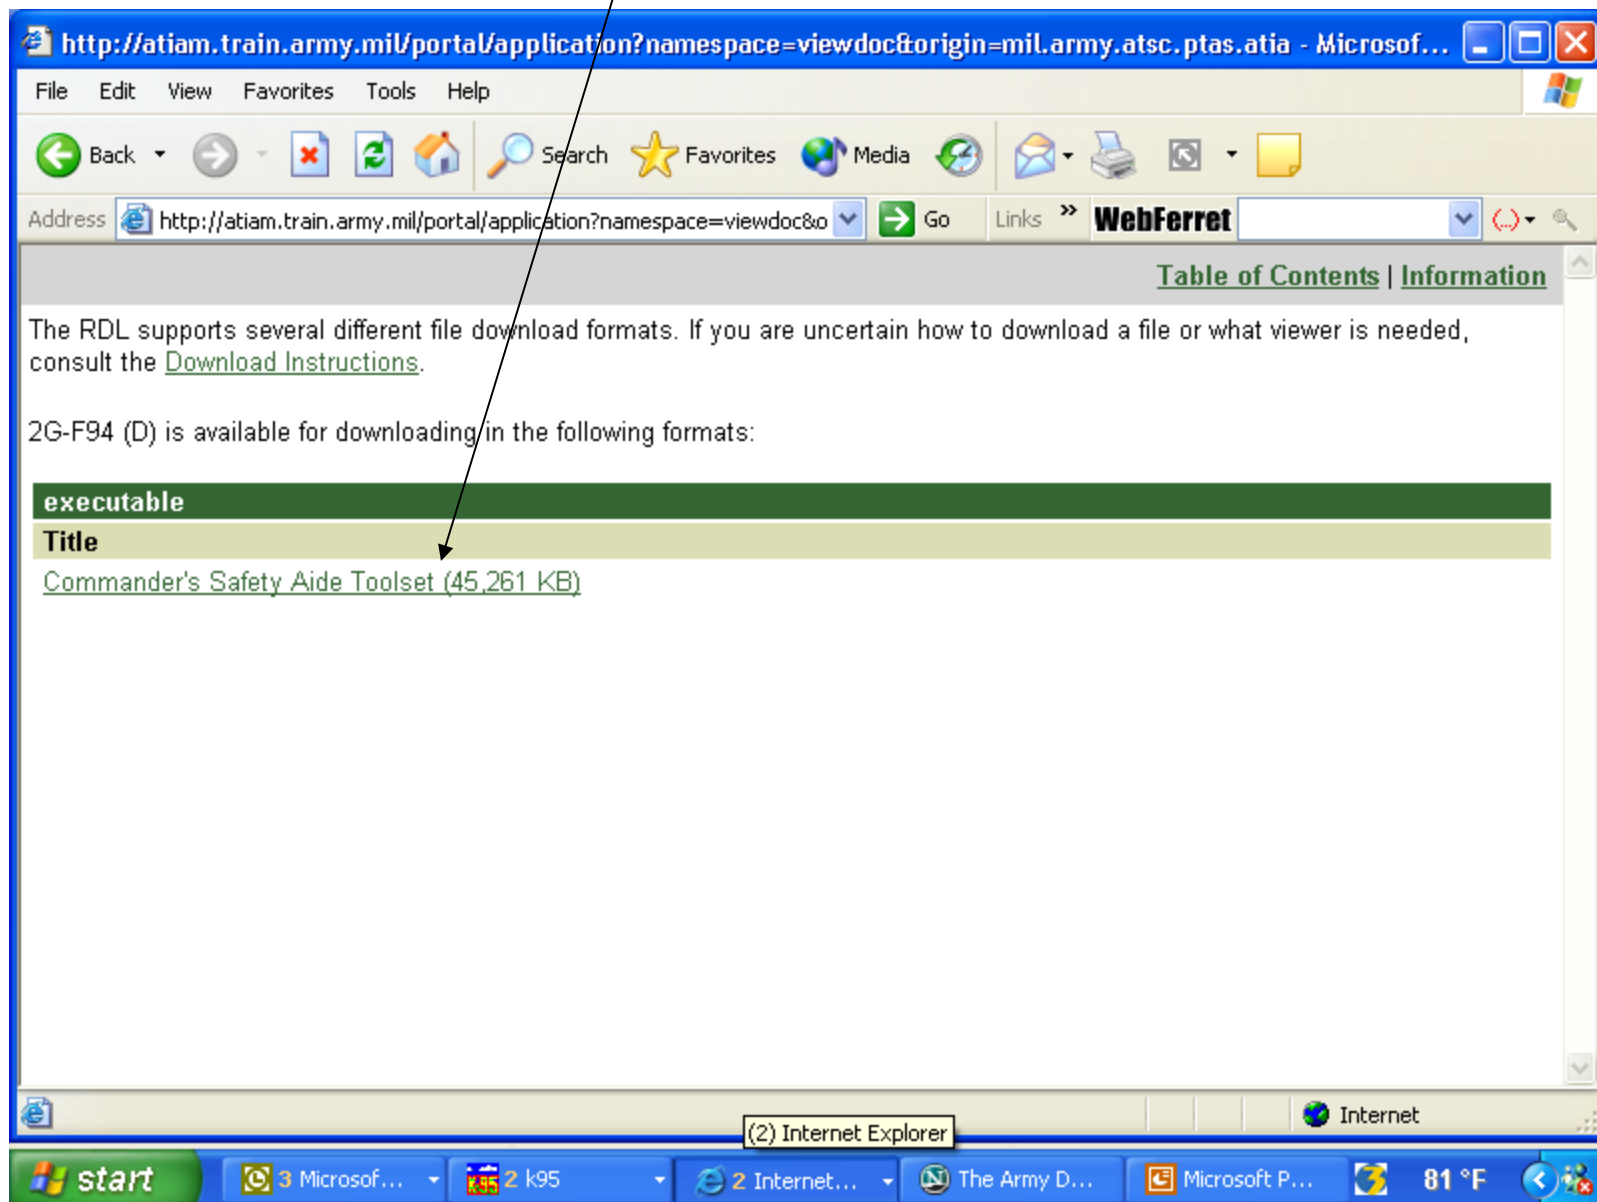 http://atiam.train.army.mil/portal/application?namespace=viewdoc&origin=mil.army.atsc.ptas.atia - Microsof...
File Edit View Favorites Tools Help
Back Search Favorites Media
Address http://atiam.train.army.mil/portal/application?namespace=viewdoc&o Go Links » WebFerret (...)
Table of Contents | Information
The RDL supports several different file download formats. If you are uncertain how to download a file or what viewer is needed,
consult the Download Instructions.
2G-F94 (D) is available for downloading in the following formats:
executable
Title
Commander's Safety Aide Toolset (45,261 KB)
Internet
(2) Internet Explorer
start 3 Microsof... K95 2 k95 2 Internet... The Army D... Microsoft P... 81 °F